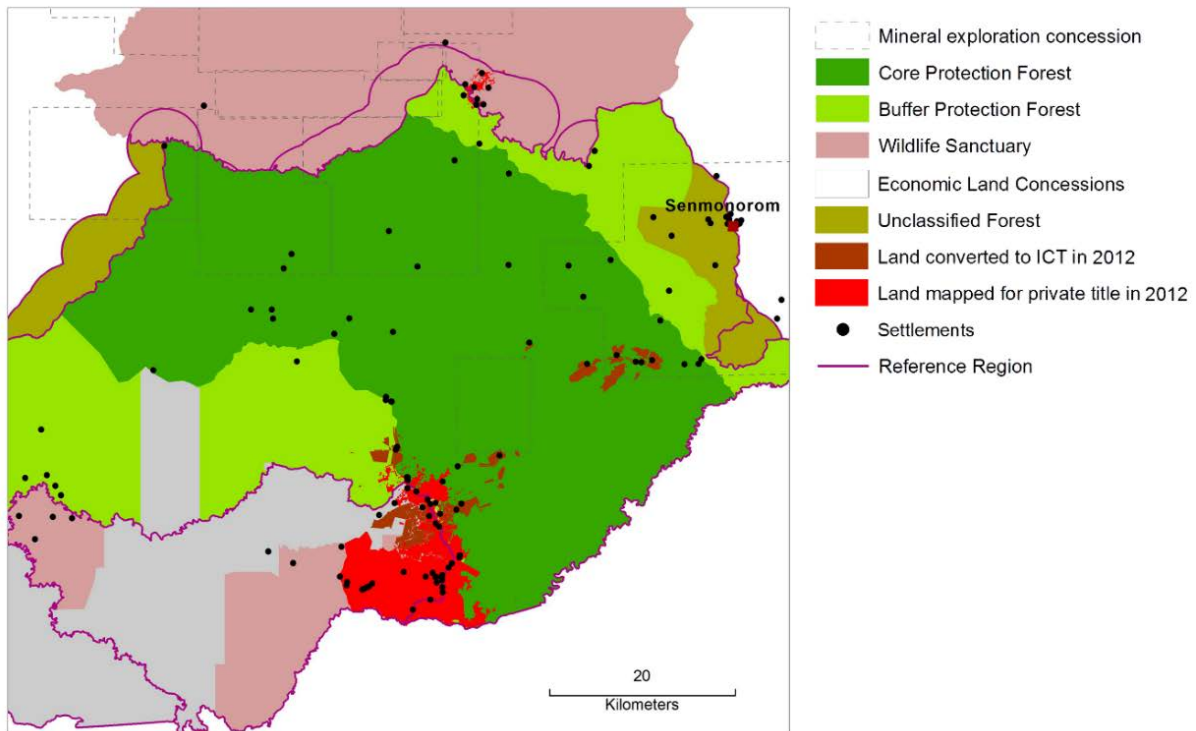 Senmonorom
20
Kilometers
Mineral exploration concession
Core Protection Forest
Buffer Protection Forest
Wildlife Sanctuary
Economic Land Concessions
Unclassified Forest
Land converted to ICT in 2012
Land mapped for private title in 2012
Settlements
Reference Region